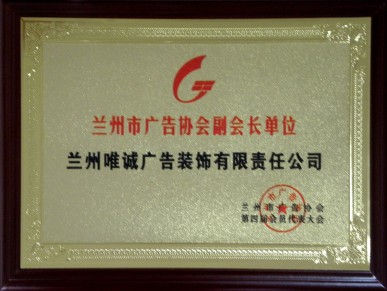 兰州市广告协会副会长单位
兰州唯诚广告装饰有限责任公司
兰州市广告协会
第四届会员代表大会